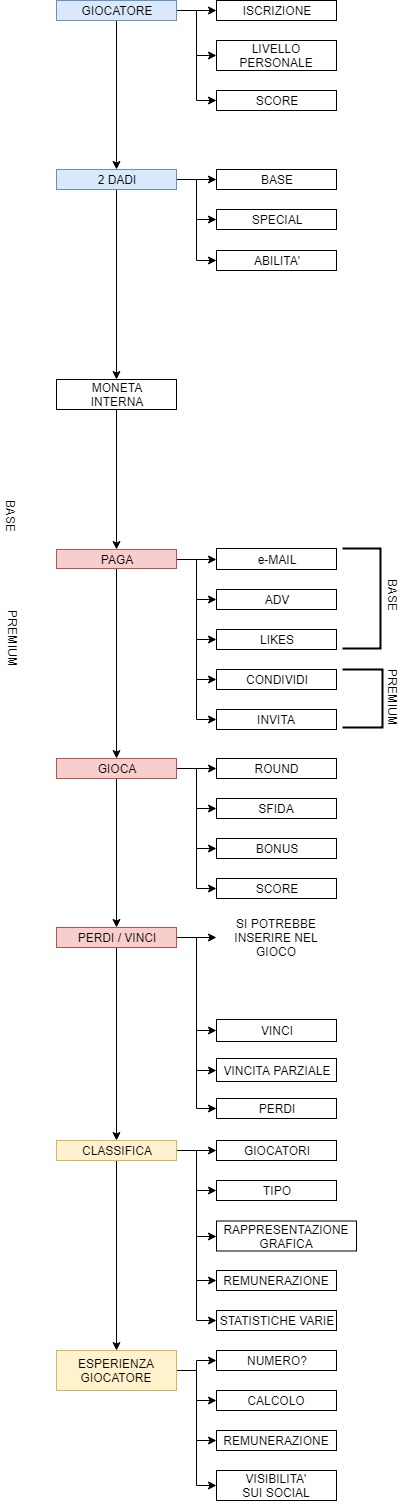 GIOCATORE
ISCRIZIONE
LIVELLO
PERSONALE
SCORE
2 DADI
BASE
SPECIAL
ABILITA'
MONETA
INTERNA
BASE
PREMIUM
PAGA
e-MAIL
ADV
LIKES
BASE
CONDIVIDI
INVITA
PREMIUM
GIOCA
ROUND
SFIDA
BONUS
SCORE
PERDI / VINCI
SI POTREBBE
INSERIRE NEL
GIOCO
VINCI
VINCITA PARZIALE
PERDI
CLASSIFICA
GIOCATORI
TIPO
RAPPRESENTAZIONE
GRAFICA
REMUNERAZIONE
STATISTICHE VARIE
ESPERIENZA
GIOCATORE
NUMERO?
CALCOLO
REMUNERAZIONE
VISIBILITA'
SUI SOCIAL